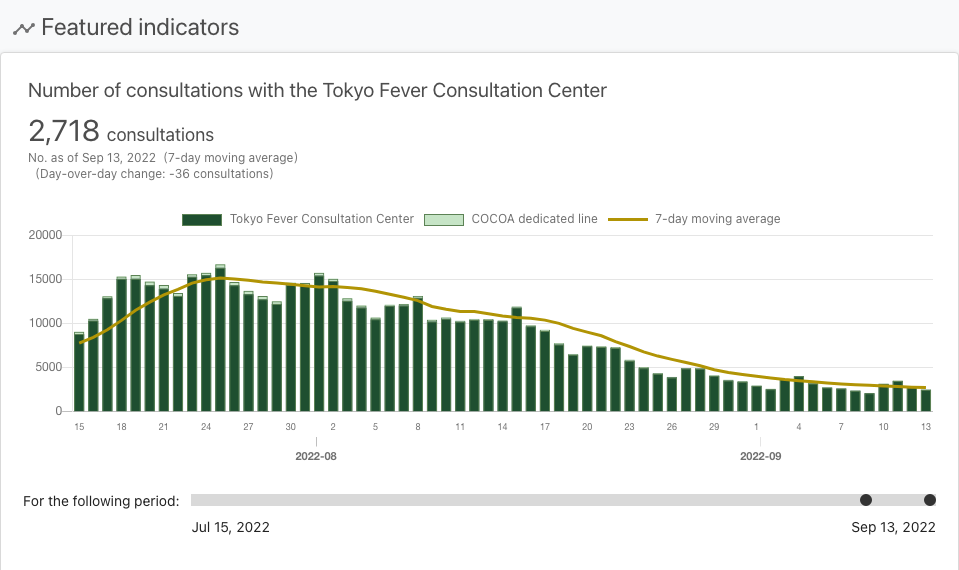 Featured indicators
Number of consultations with the Tokyo Fever Consultation Center
2,718 consultations
No. as of Sep 13, 2022 (7-day moving average)
(Day-over-day change: -36 consultations)
Tokyo Fever Consultation Center COCOA dedicated line 7-day moving average
20000
15000
10000
5000
0
15 18 21 24 27 30 2 5 8 11 14 17 20 23 26 29 1 4 7 10 13
2022-08 2022-09
For the following period:
Jul 15, 2022 Sep 13, 2022